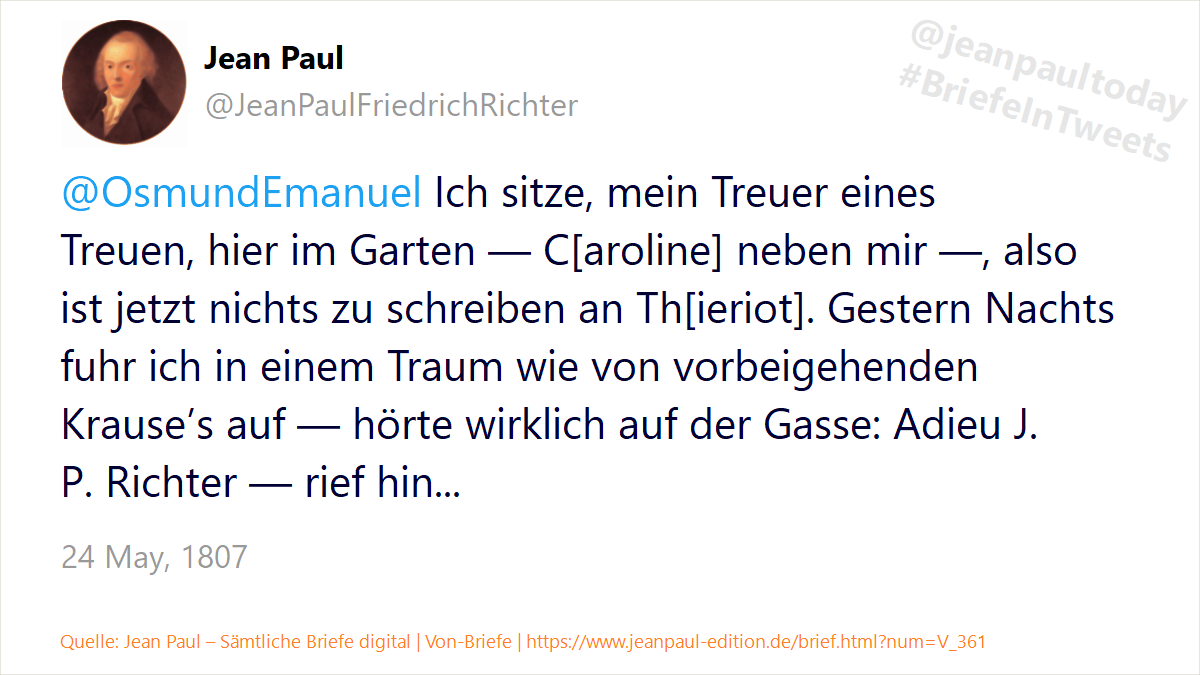 Jean Paul
@JeanPaulFriedrichRichter
@jeanpaultoday
#BriefeInTweets
@OsmundEmanuel Ich sitze, mein Treuer eines
Treuen, hier im Garten — C[aroline] neben mir —, also
ist jetzt nichts zu schreiben an Th[ieriot]. Gestern Nachts
fuhr ich in einem Traum wie von vorbeigehenden
Krause’s auf — hörte wirklich auf der Gasse: Adieu J.
P. Richter — rief hin...
24 May, 1807
Quelle: Jean Paul – Sämtliche Briefe digital | Von-Briefe | https://www.jeanpaul-edition.de/brief.html?num=V_361